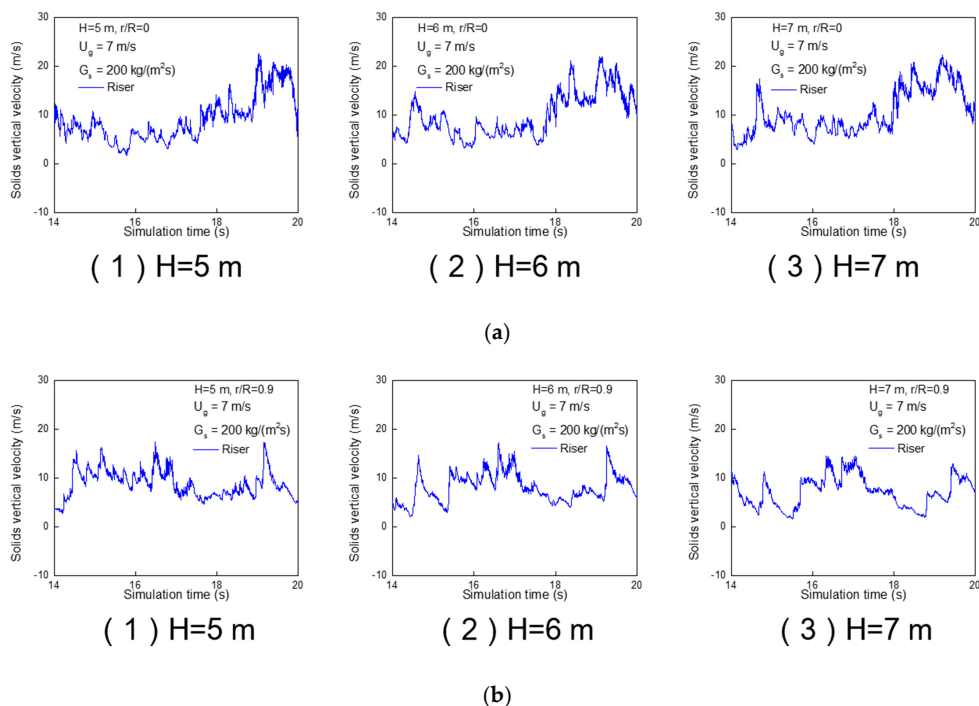 30
20
10
0
-10
Solids vertical velocity (m/s)
H=5 m, r/R=0
U_g = 7 m/s
G_s = 200 kg/(m²s)
Riser
14 16 18 20
Simulation time (s)
( 1 ) H=5 m
30
20
10
0
-10
Solids vertical velocity (m/s)
H=6 m, r/R=0
U_g = 7 m/s
G_s = 200 kg/(m²s)
Riser
14 16 18 20
Simulation time (s)
( 2 ) H=6 m
30
20
10
0
-10
Solids vertical velocity (m/s)
H=7 m, r/R=0
U_g = 7 m/s
G_s = 200 kg/(m²s)
Riser
14 16 18 20
Simulation time (s)
( 3 ) H=7 m
(a)
30
20
10
0
-10
Solids vertical velocity (m/s)
H=5 m, r/R=0.9
U_g = 7 m/s
G_s = 200 kg/(m²s)
Riser
14 16 18 20
Simulation time (s)
( 1 ) H=5 m
30
20
10
0
-10
Solids vertical velocity (m/s)
H=6 m, r/R=0.9
U_g = 7 m/s
G_s = 200 kg/(m²s)
Riser
14 16 18 20
Simulation time (s)
( 2 ) H=6 m
30
20
10
0
-10
Solids vertical velocity (m/s)
H=7 m, r/R=0.9
U_g = 7 m/s
G_s = 200 kg/(m²s)
Riser
14 16 18 20
Simulation time (s)
( 3 ) H=7 m
(b)